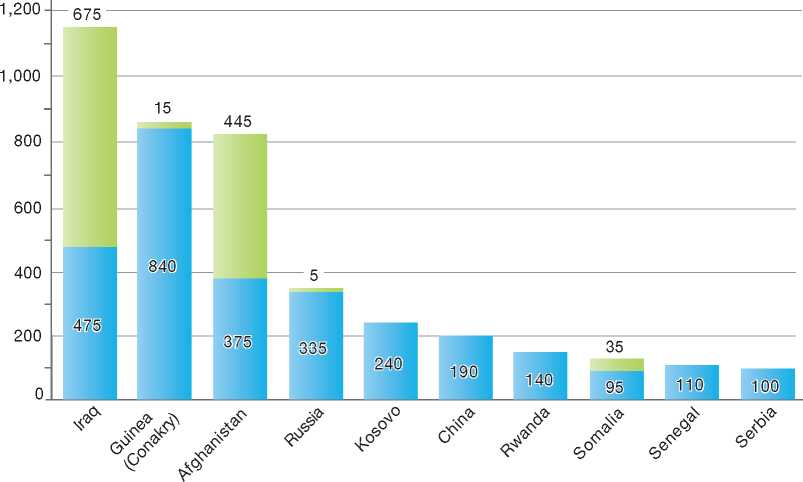 1,200
1,000
800
600
400
200
0
675
475
15
840
445
375
5
335
240
190
140
35
95
110
100
Iraq
Guinea
(Conakry)
Afghanistan
Russia
Kosovo
China
Rwanda
Somalia
Senegal
Serbia